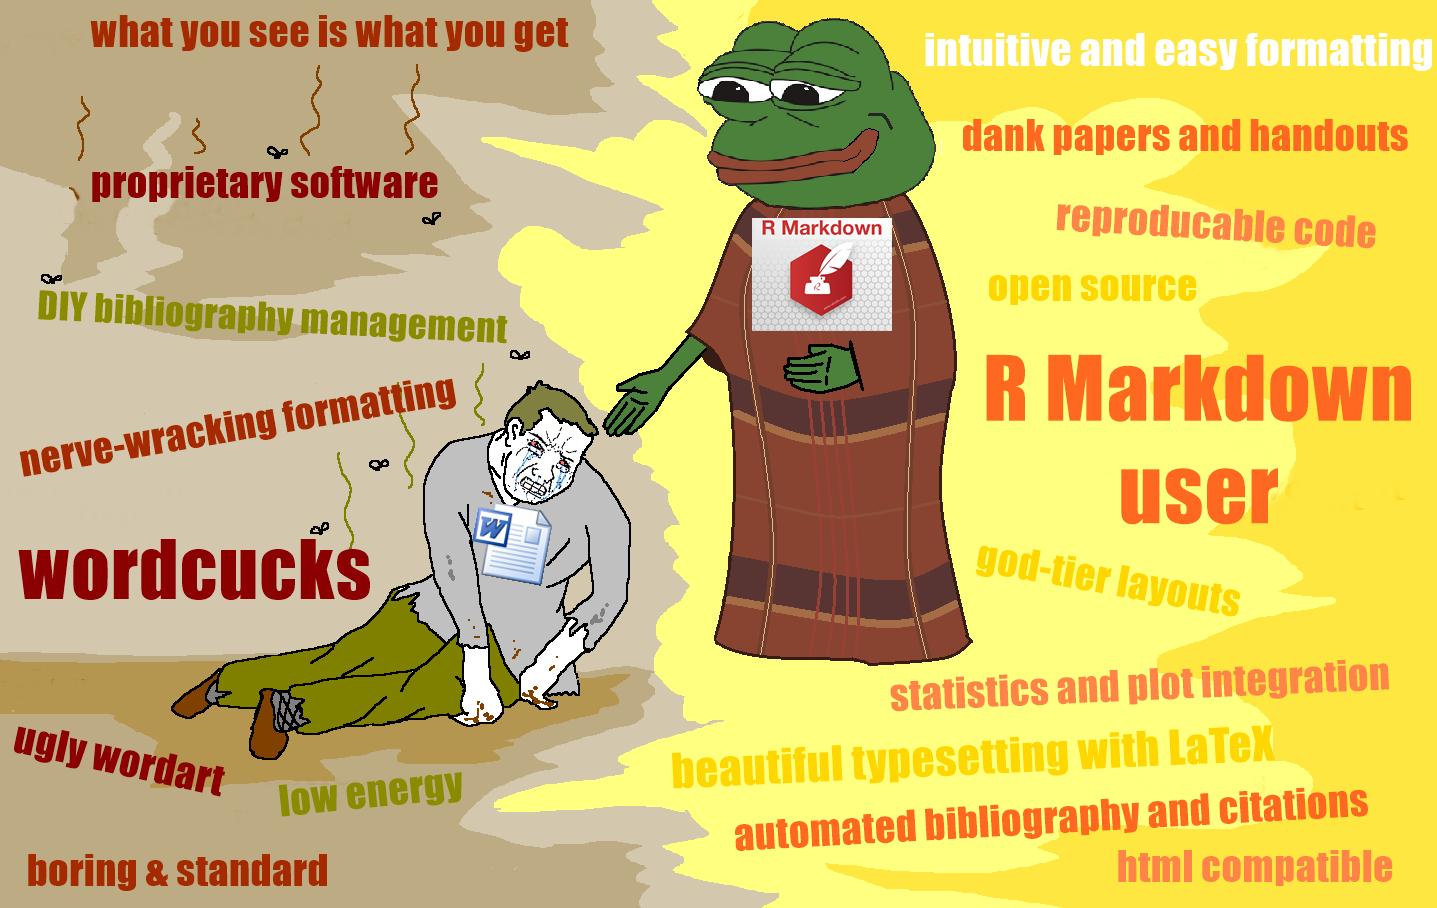 what you see is what you get
proprietary software
DIY bibliography management
nerve-wracking formatting
wordcucks
ugly wordart
low energy
boring & standard
W
R Markdown
intuitive and easy formatting
dank papers and handouts
reproducable code
open source
R Markdown
user
god-tier layouts
statistics and plot integration
beautiful typesetting with LaTeX
automated bibliography and citations
html compatible